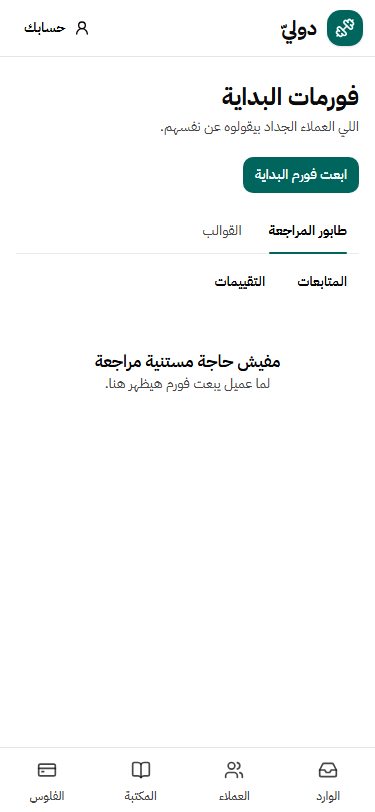 دوليّ
حسابك
فورمات البداية
اللي العملاء الجداد بيقولوه عن نفسهم.
ابعت فورم البداية
طابور المراجعة
القوالب
المتابعات
التقييمات
مفيش حاجة مستنية مراجعة
لما عميل يبعت فورم هيظهر هنا.
الوارد
العملاء
المكتبة
الفلوس